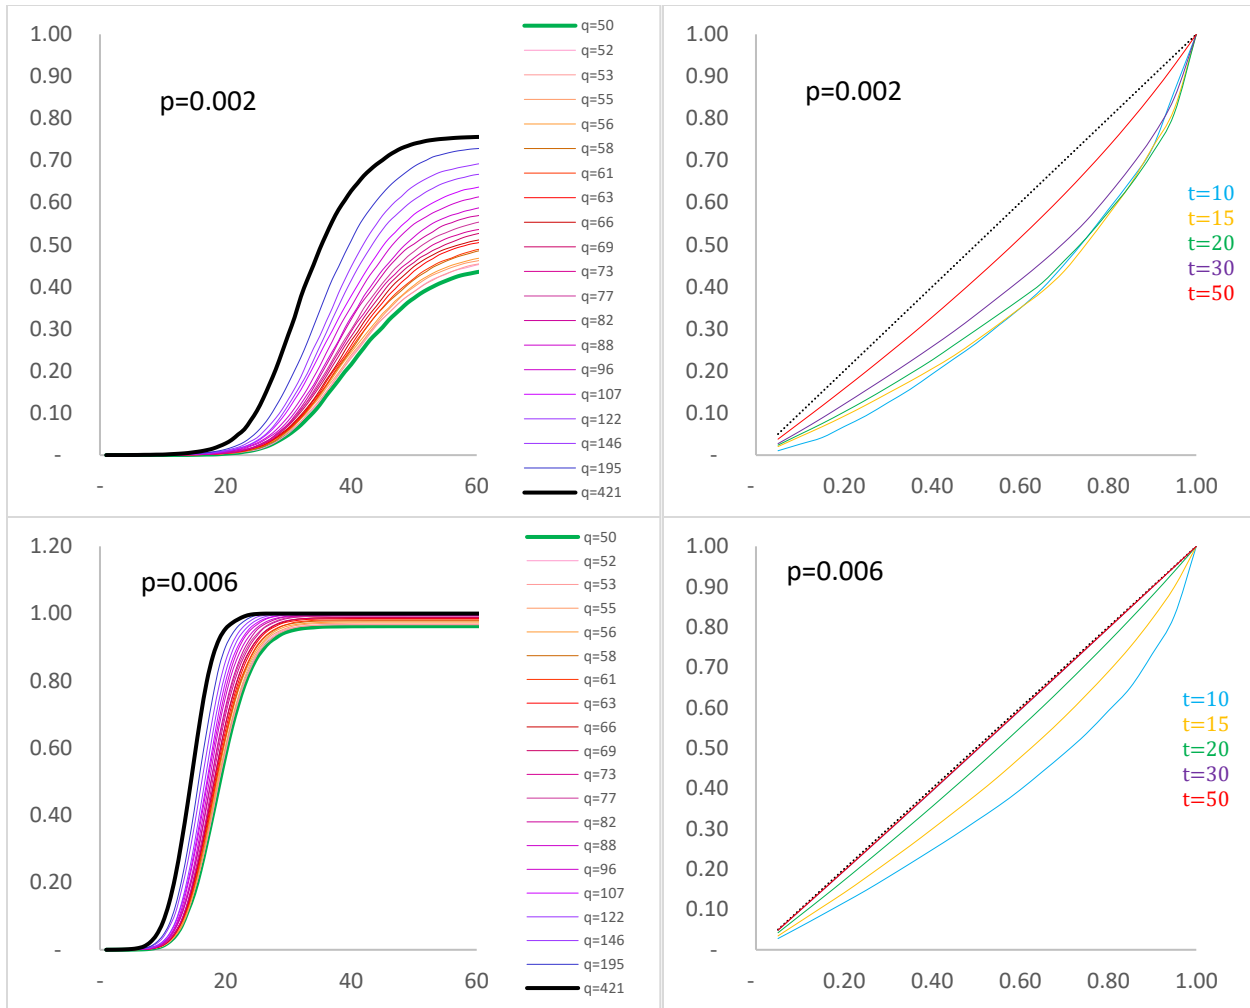 1.00
0.90
0.80
0.70
0.60
0.50
0.40
0.30
0.20
0.10
-
-
20
40
60
p=0.002
q=50
q=52
q=53
q=55
q=56
q=58
q=61
q=63
q=66
q=69
q=73
q=77
q=82
q=88
q=96
q=107
q=122
q=146
q=195
q=421
1.00
0.90
0.80
0.70
0.60
0.50
0.40
0.30
0.20
0.10
-
-
0.20
0.40
0.60
0.80
1.00
p=0.002
t=10
t=15
t=20
t=30
t=50
1.20
1.00
0.80
0.60
0.40
0.20
-
-
20
40
60
p=0.006
q=50
q=52
q=53
q=55
q=56
q=58
q=61
q=63
q=66
q=69
q=73
q=77
q=82
q=88
q=96
q=107
q=122
q=146
q=195
q=421
1.00
0.90
0.80
0.70
0.60
0.50
0.40
0.30
0.20
0.10
-
-
0.20
0.40
0.60
0.80
1.00
p=0.006
t=10
t=15
t=20
t=30
t=50